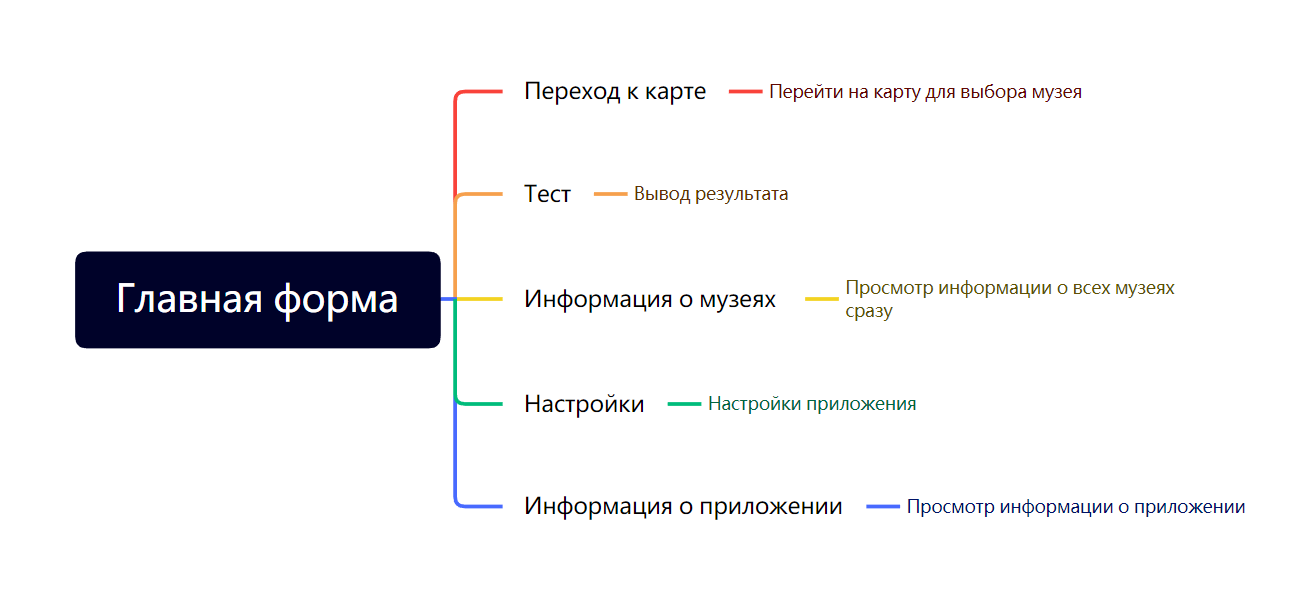 Переход к карте
Перейти на карту для выбора музея
Тест
Вывод результата
Главная форма
Информация о музеях
Просмотр информации о всех музеях
сразу
Настройки
Настройки приложения
Информация о приложении
Просмотр информации о приложении